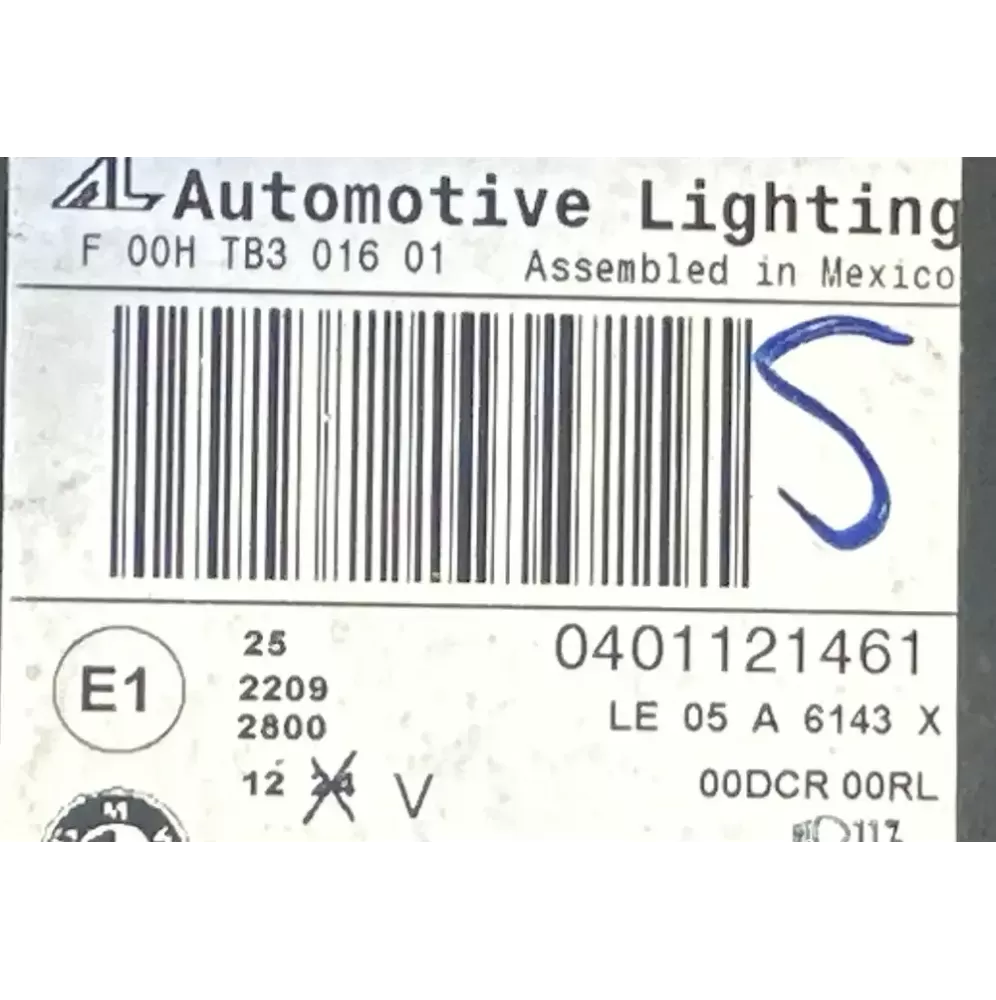 AL Automotive Lighting
F 00H TB3 016 01 Assembled in Mexico
S
E1
25
2209
2800
12 V
0401121461
LE 05 A 6143 X
00DCR 00RL